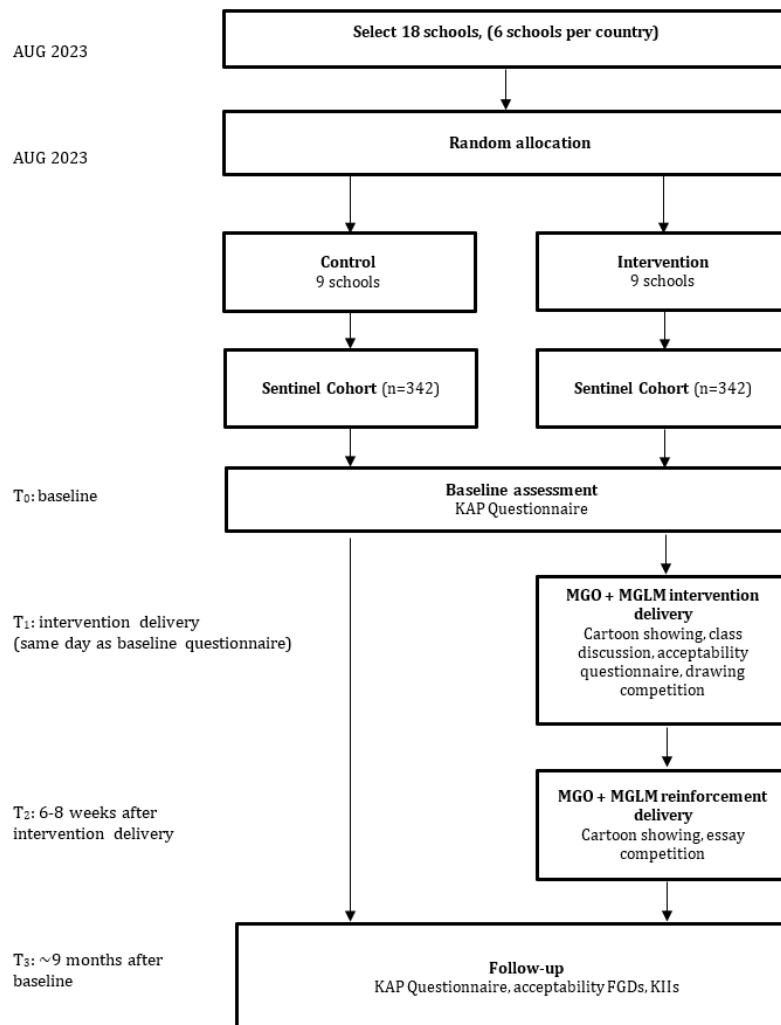 Select 18 schools, (6 schools per country)
AUG 2023
Random allocation
AUG 2023
Control
9 schools
Intervention
9 schools
Sentinel Cohort (n=342)
Sentinel Cohort (n=342)
T₀: baseline
Baseline assessment
KAP Questionnaire
T₁: intervention delivery
(same day as baseline questionnaire)
MGO + MGLM intervention
delivery
Cartoon showing, class
discussion, acceptability
questionnaire, drawing
competition
T₂: 6-8 weeks after
intervention delivery
MGO + MGLM reinforcement
delivery
Cartoon showing, essay
competition
T₃: ~9 months after
baseline
Follow-up
KAP Questionnaire, acceptability FGDs, KIIs